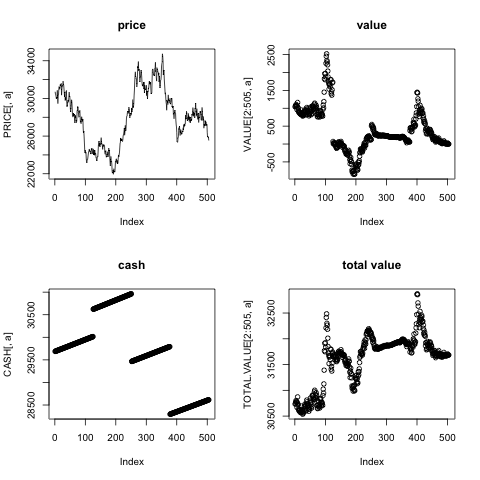 price
PRICE[, a]
22000 26000 30000 34000
0 100 200 300 400 500
Index
value
VALUE[2:505, a]
-500 500 1500 2500
0 100 200 300 400 500
Index
cash
CASH[, a]
28500 29500 30500
0 100 200 300 400 500
Index
total value
TOTAL.VALUE[2:505, a]
30500 31500 32500
0 100 200 300 400 500
Index